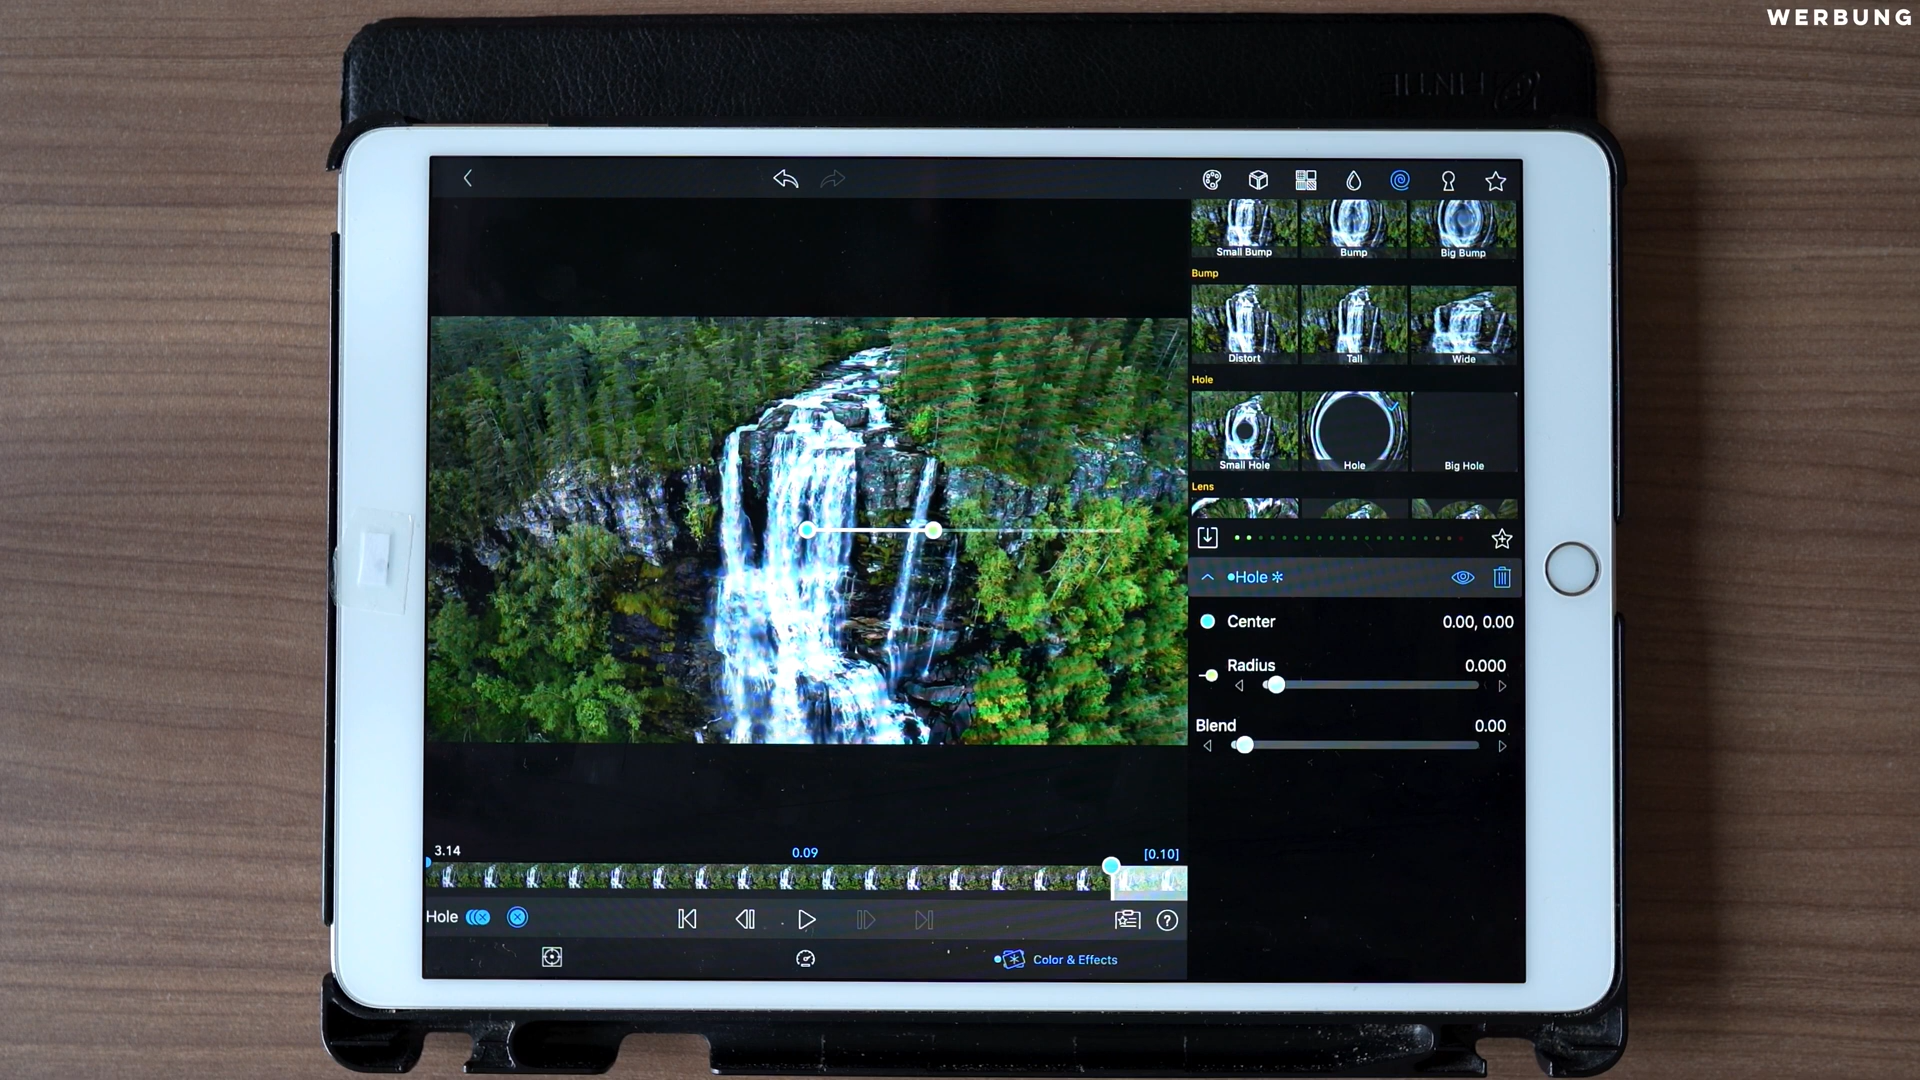 WERBUNG
Small Bump
Bump
Big Bump
Bump
Distort
Tall
Wide
Hole
Small Hole
Hole
Big Hole
Lens
Hole
Center
0.00, 0.00
Radius
0.000
Blend
0.00
3.14
0.09
[0.10]
Hole
Color & Effects